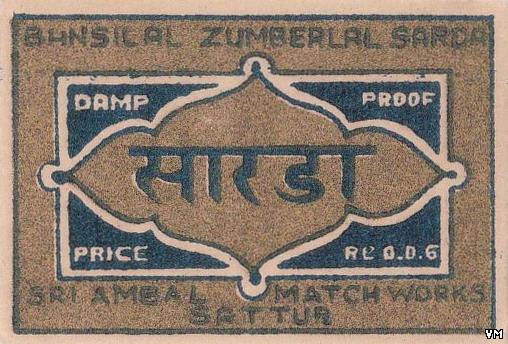 BANSILAL ZUMBERLAL SARDA
DAMP PROOF
सारडा
PRICE RE 0.0.6
SRI AMBAL MATCH WORKS
SATTUR
VM